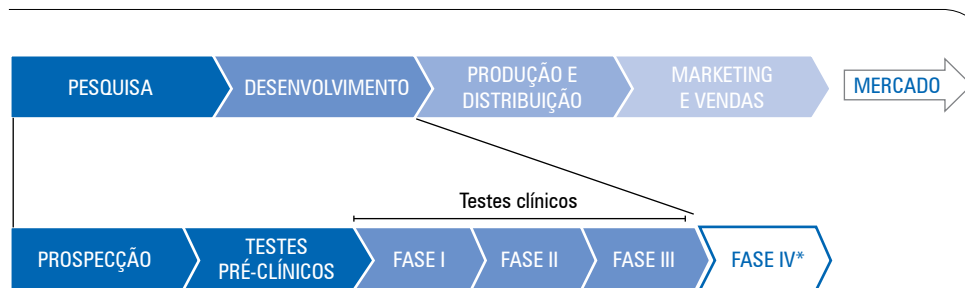 PESQUISA
DESENVOLVIMENTO
PRODUÇÃO E
DISTRIBUIÇÃO
MARKETING
E VENDAS
MERCADO
Testes clínicos
PROSPECÇÃO
TESTES
PRÉ-CLÍNICOS
FASE I
FASE II
FASE III
FASE IV*